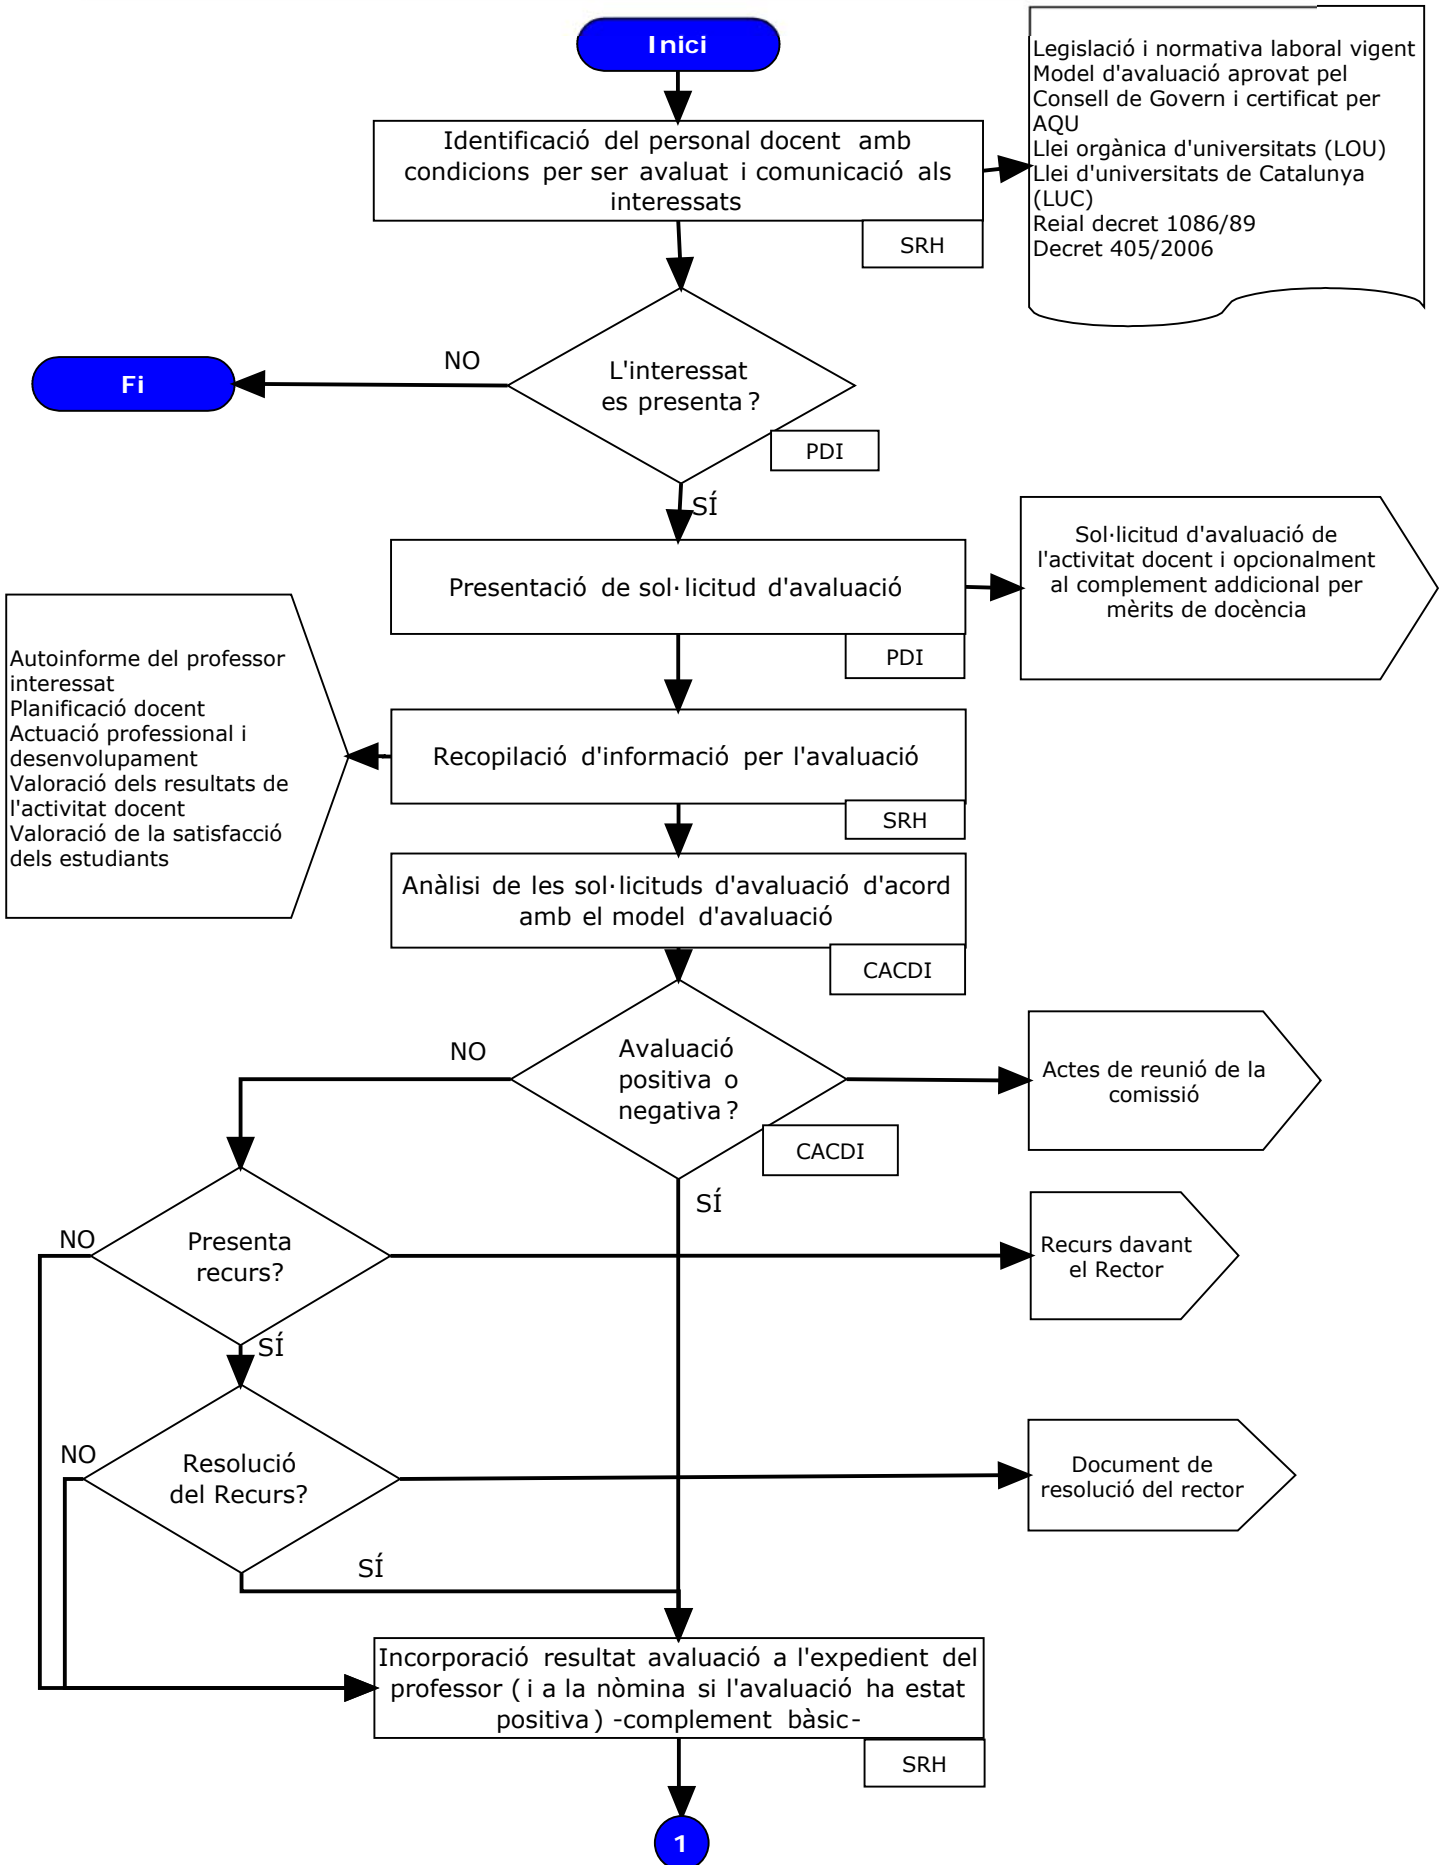 Inici
Legislació i normativa laboral vigent
Model d'avaluació aprovat pel
Consell de Govern i certificat per
AQU
Llei orgànica d'universitats (LOU)
Llei d'universitats de Catalunya
(LUC)
Reial decret 1086/89
Decret 405/2006
Identificació del personal docent amb
condicions per ser avaluat i comunicació als
interessats
SRH
NO
Fi
L'interessat
es presenta?
PDI
SÍ
Presentació de sol·licitud d'avaluació
PDI
Sol·licitud d'avaluació de
l'activitat docent i opcionalment
al complement addicional per
mèrits de docència
Autoinforme del professor
interessat
Planificació docent
Actuació professional i
desenvolupament
Valoració dels resultats de
l'activitat docent
Valoració de la satisfacció
dels estudiants
Recopilació d'informació per l'avaluació
SRH
Anàlisi de les sol·licituds d'avaluació d'acord
amb el model d'avaluació
CACDI
NO
Avaluació
positiva o
negativa?
CACDI
Actes de reunió de la
comissió
SÍ
NO
Presenta
recurs?
Recurs davant
el Rector
SÍ
NO
Resolució
del Recurs?
Document de
resolució del rector
SÍ
Incorporació resultat avaluació a l'expedient del
professor (i a la nòmina si l'avaluació ha estat
positiva) -complement bàsic-
SRH
1